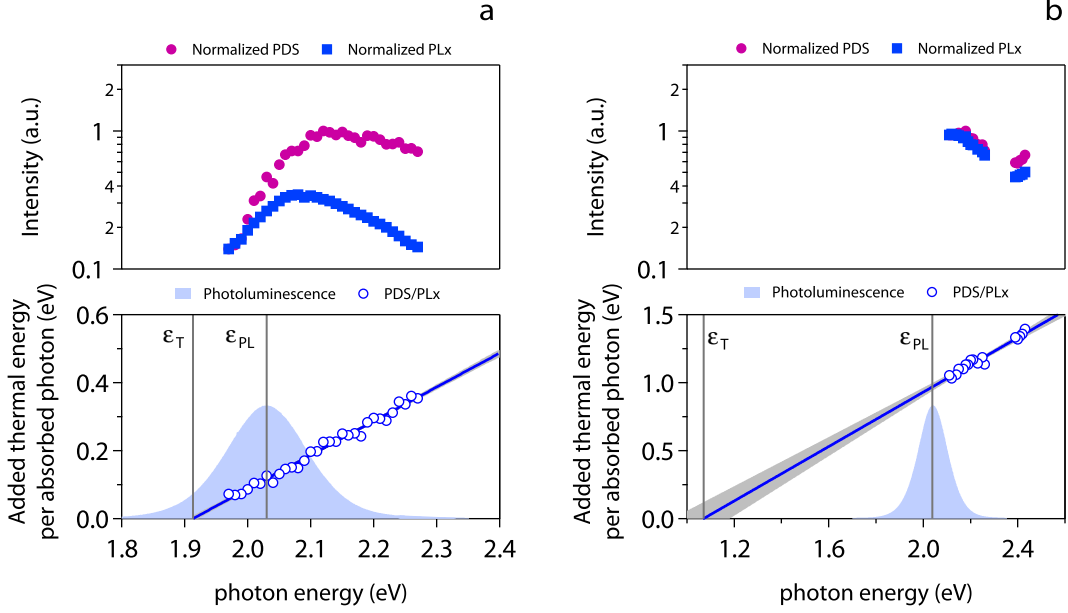 a
Normalized PDS Normalized PLx
Intensity (a.u.)
2
1
4
2
0.1
Photoluminescence PDS/PLx
Added thermal energy
per absorbed photon (eV)
0.6
0.4
0.2
0.0
εT εPL
1.8 1.9 2.0 2.1 2.2 2.3 2.4
photon energy (eV)
b
Normalized PDS Normalized PLx
Intensity (a.u.)
2
1
4
2
0.1
Photoluminescence PDS/PLx
Added thermal energy
per absorbed photon (eV)
1.5
1.0
0.5
0.0
εT εPL
1.2 1.6 2.0 2.4
photon energy (eV)